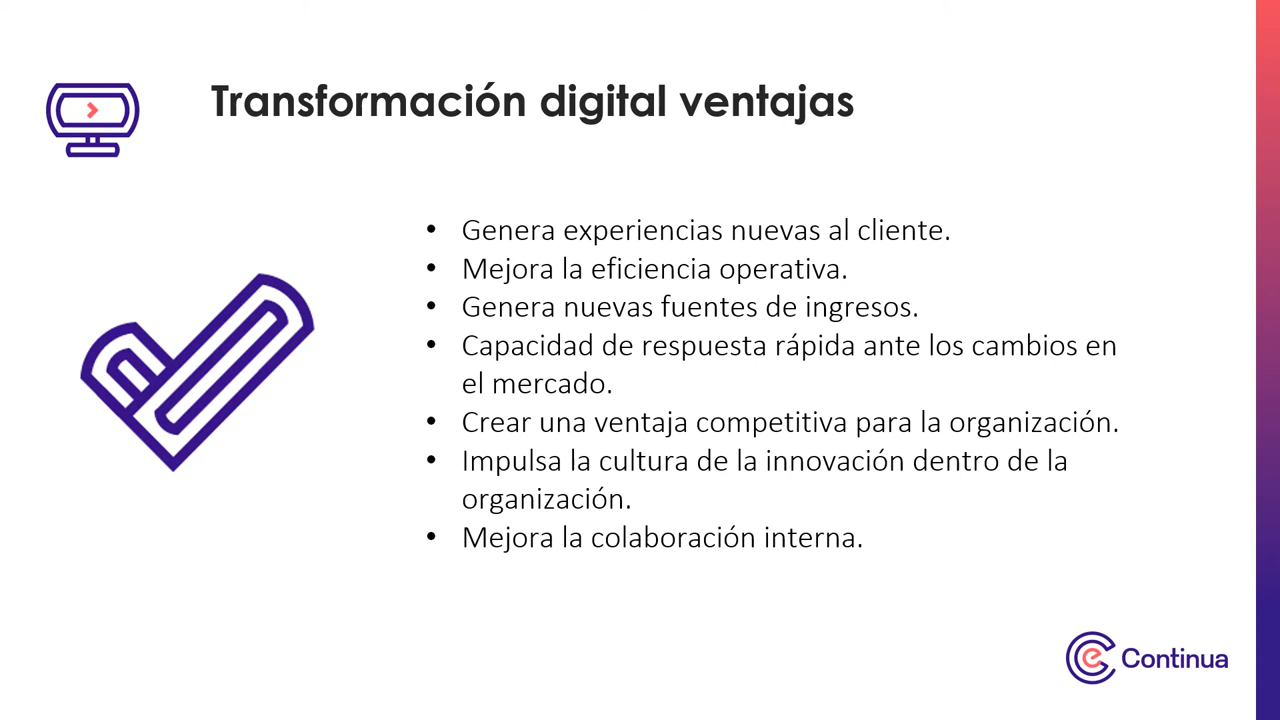 Transformación digital ventajas
• Genera experiencias nuevas al cliente.
• Mejora la eficiencia operativa.
• Genera nuevas fuentes de ingresos.
• Capacidad de respuesta rápida ante los cambios en
el mercado.
• Crear una ventaja competitiva para la organización.
• Impulsa la cultura de la innovación dentro de la
organización.
• Mejora la colaboración interna.
e Continua